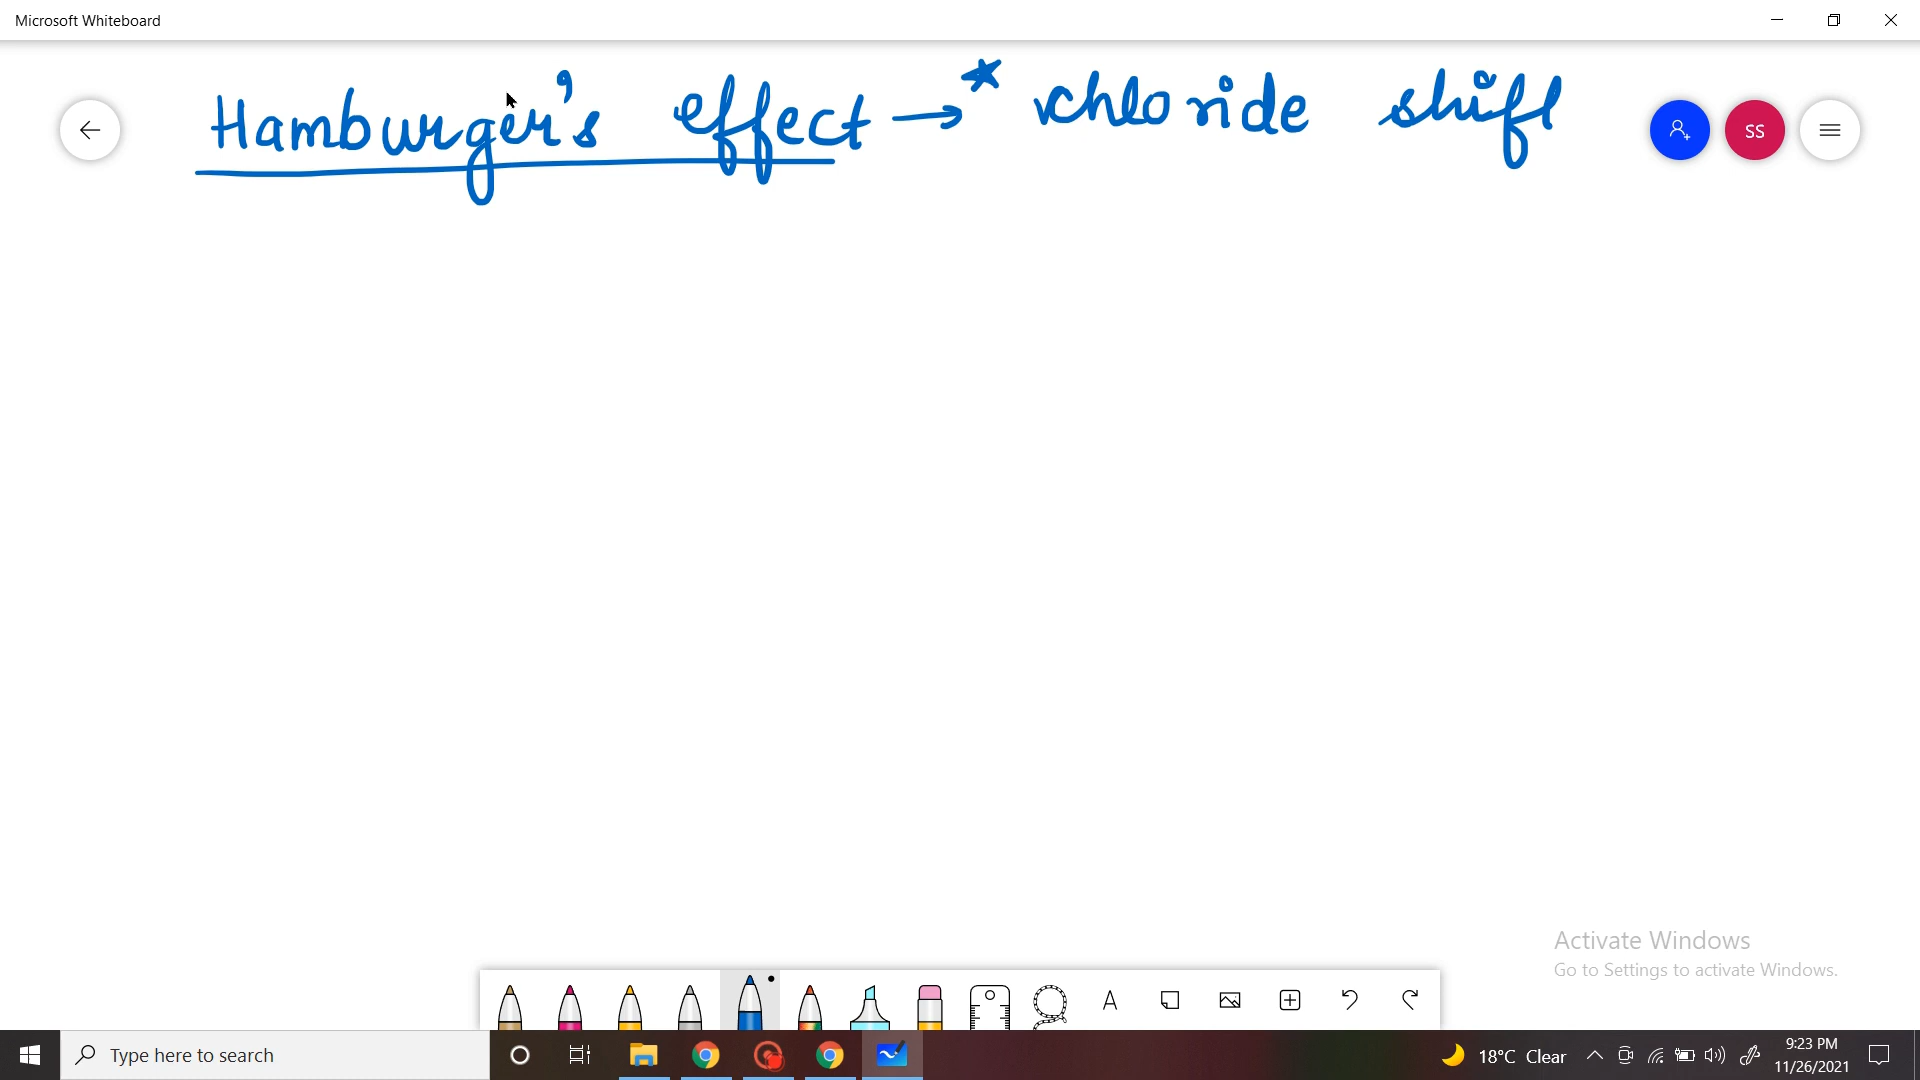 Microsoft Whiteboard
Hamburger's effect → * chloride shift
SS
A
Activate Windows
Go to Settings to activate Windows.
Type here to search
18°C Clear
9:23 PM
11/26/2021